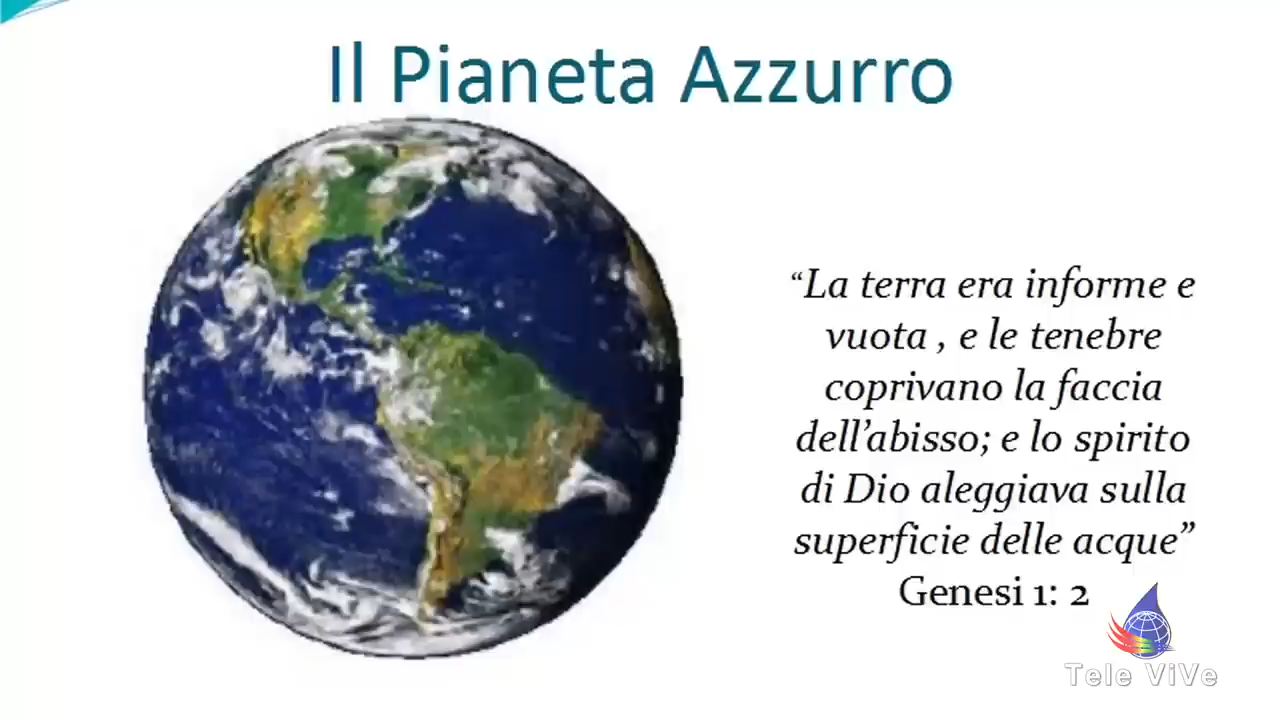 Il Pianeta Azzurro
“La terra era informe e
vuota , e le tenebre
coprivano la faccia
dell’abisso; e lo spirito
di Dio aleggiava sulla
superficie delle acque”
Genesi 1: 2
Tele ViVe